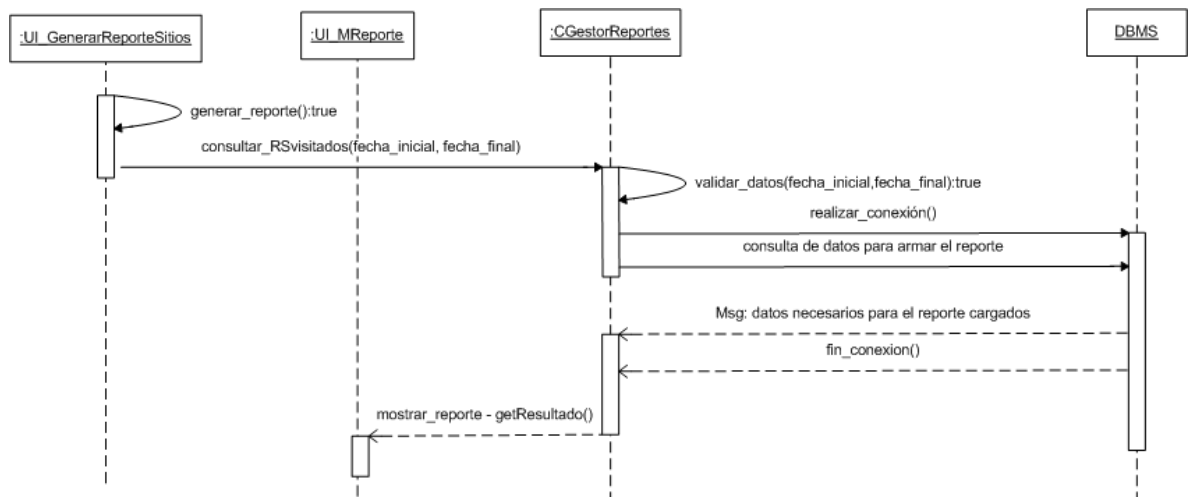 :UI_GenerarReporteSitios
:UI_MReporte
:CGestorReportes
DBMS
generar_reporte():true
consultar_RSvisitados(fecha_inicial, fecha_final)
validar_datos(fecha_inicial,fecha_final):true
realizar_conexión()
consulta de datos para armar el reporte
Msg: datos necesarios para el reporte cargados
fin_conexion()
mostrar_reporte - getResultado()